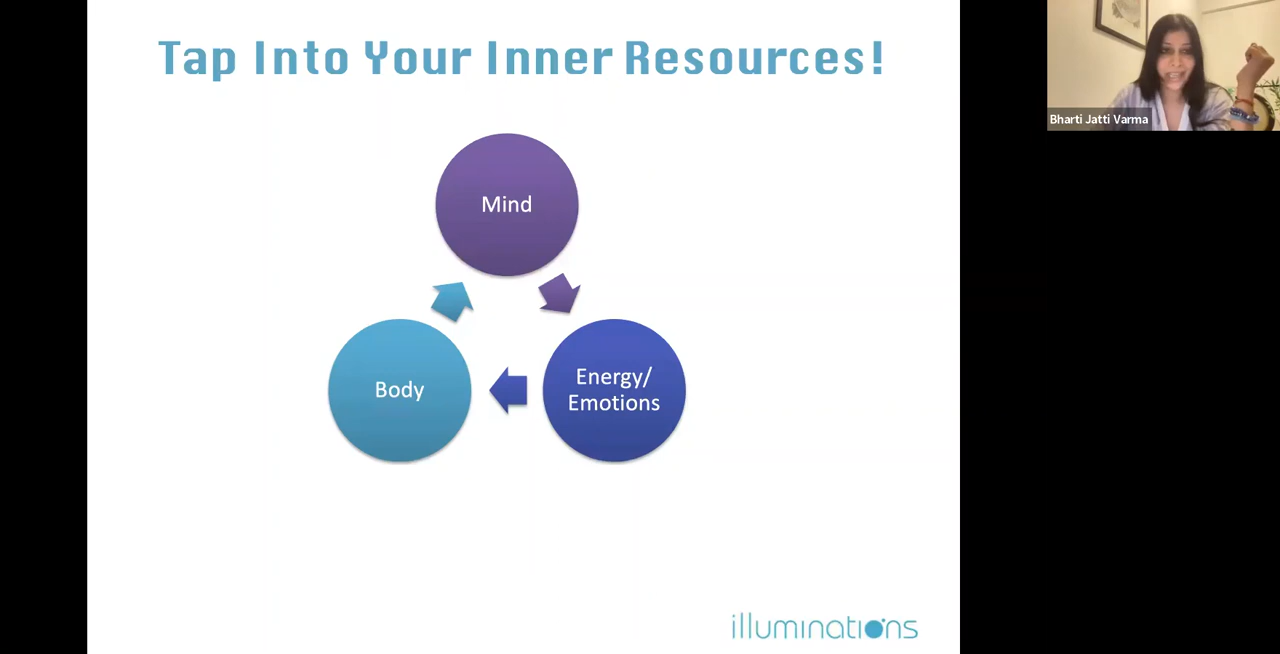 Tap Into Your Inner Resources!
Bharti Jatti Varma
Mind
Body
Energy/
Emotions
illuminations